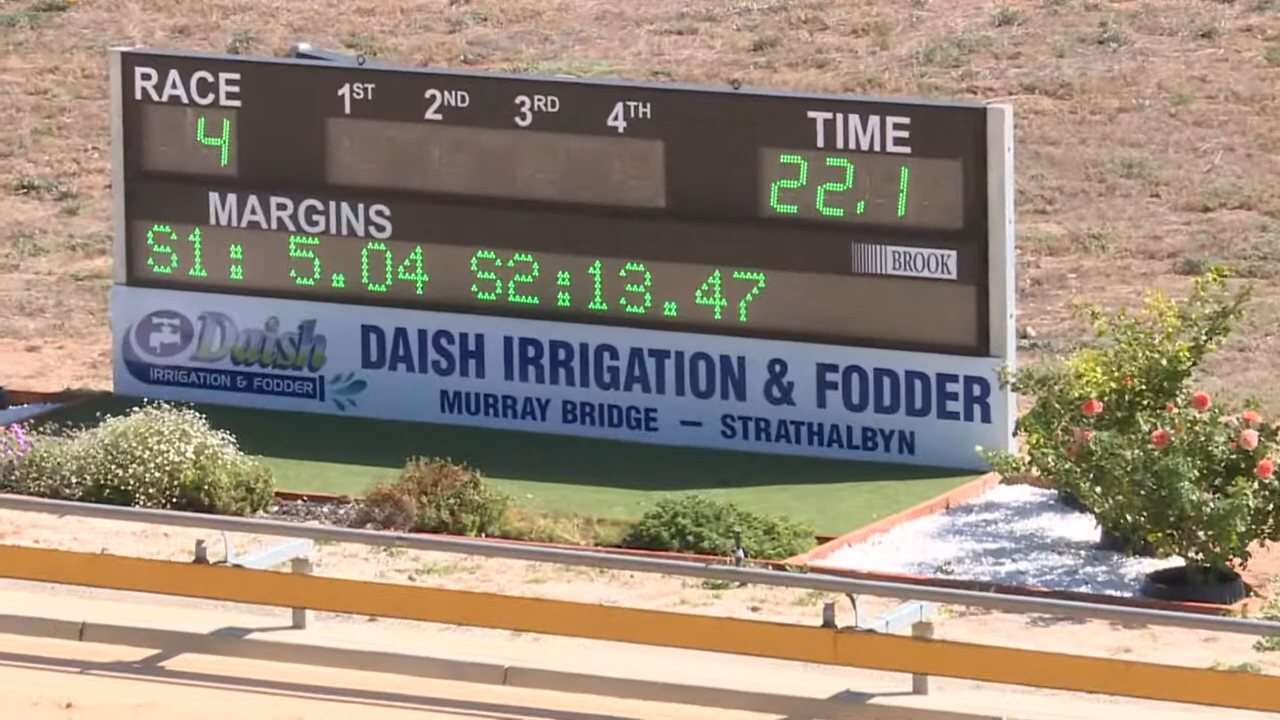 RACE 1ST 2ND 3RD 4TH TIME
4 22.1
MARGINS
BROOK
S1: 5.04 S2:13.47
Daish
IRRIGATION & FODDER
DAISH IRRIGATION & FODDER
MURRAY BRIDGE — STRATHALBYN